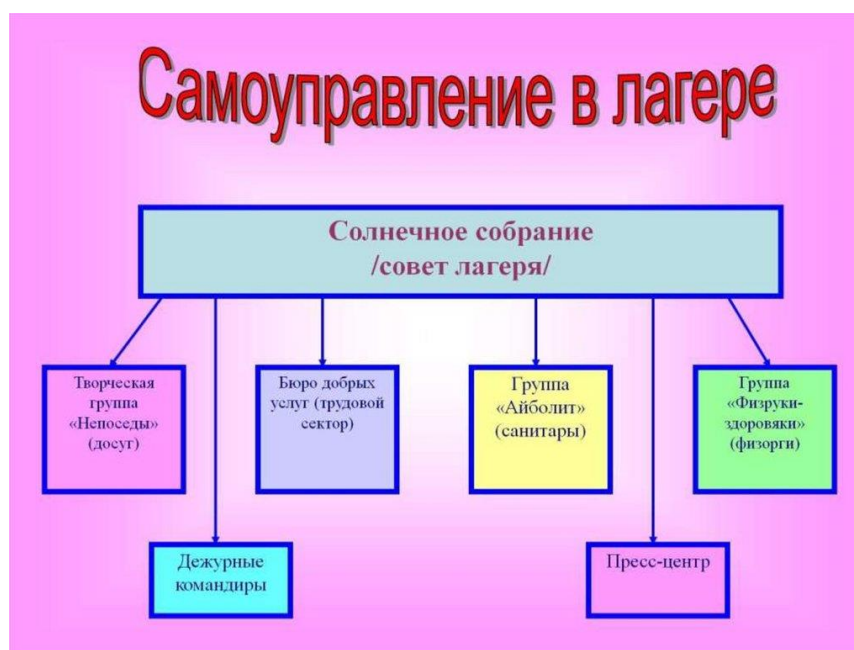 Самоуправление в лагере
Солнечное собрание
/совет лагеря/
Творческая
группа
«Непоседы»
(досуг)
Бюро добрых
услуг (трудовой
сектор)
Группа
«Айболит»
(санитары)
Группа
«Физруки-
здоровяки»
(физорги)
Дежурные
командиры
Пресс-центр